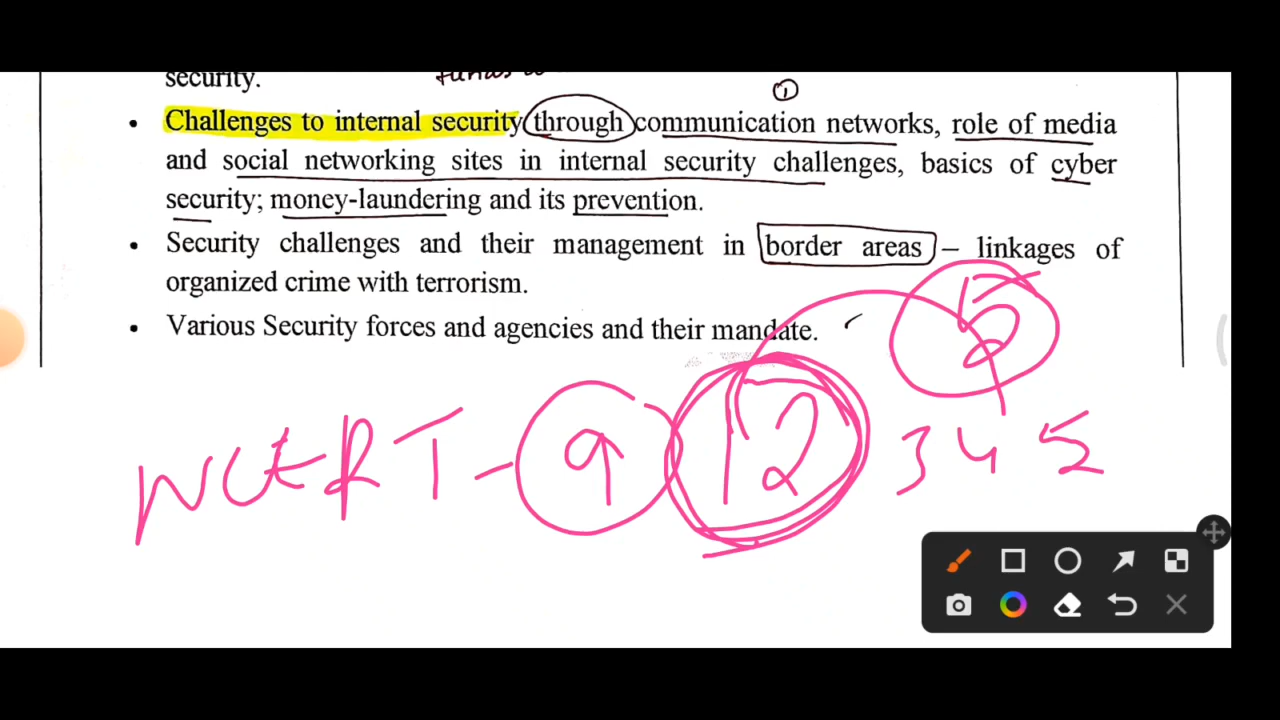 security.
①
• Challenges to internal security through communication networks, role of media
and social networking sites in internal security challenges, basics of cyber
security; money-laundering and its prevention.
• Security challenges and their management in border areas – linkages of
organized crime with terrorism.
• Various Security forces and agencies and their mandate.
NCERT - 9 12 3 4 5